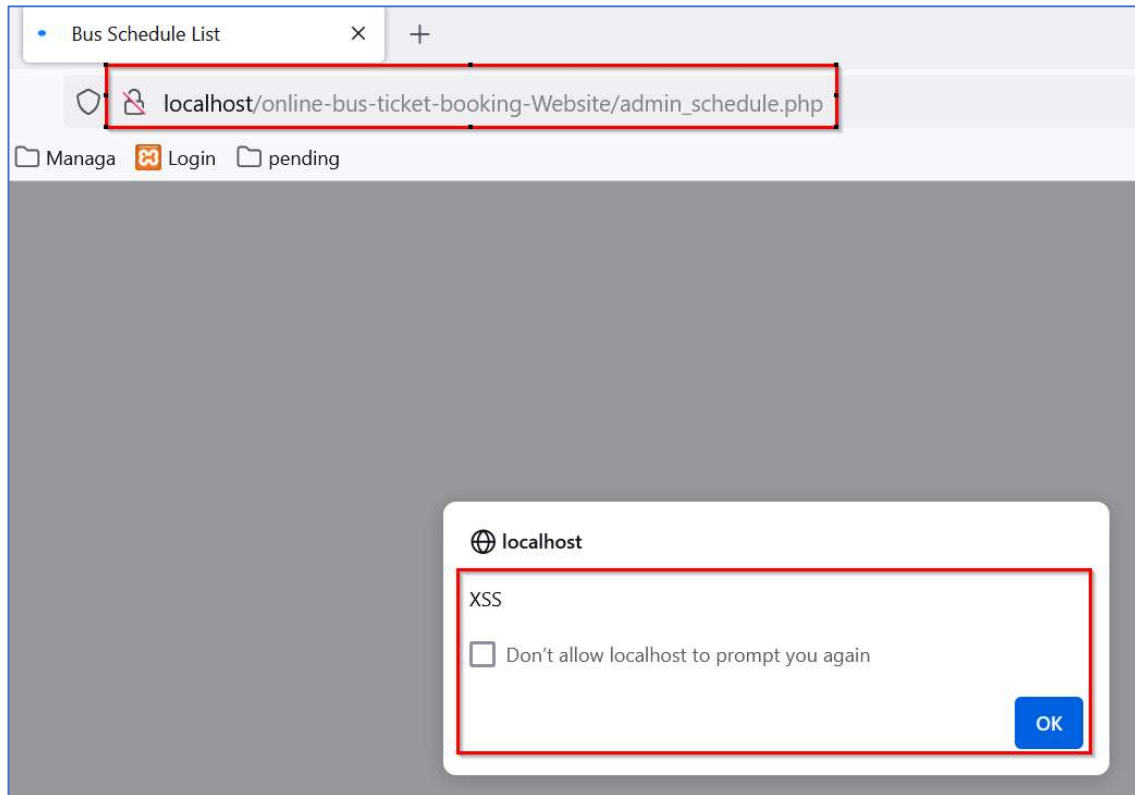 Bus Schedule List
localhost/online-bus-ticket-booking-Website/admin_schedule.php
Managa Login pending
localhost
XSS
Don't allow localhost to prompt you again
OK